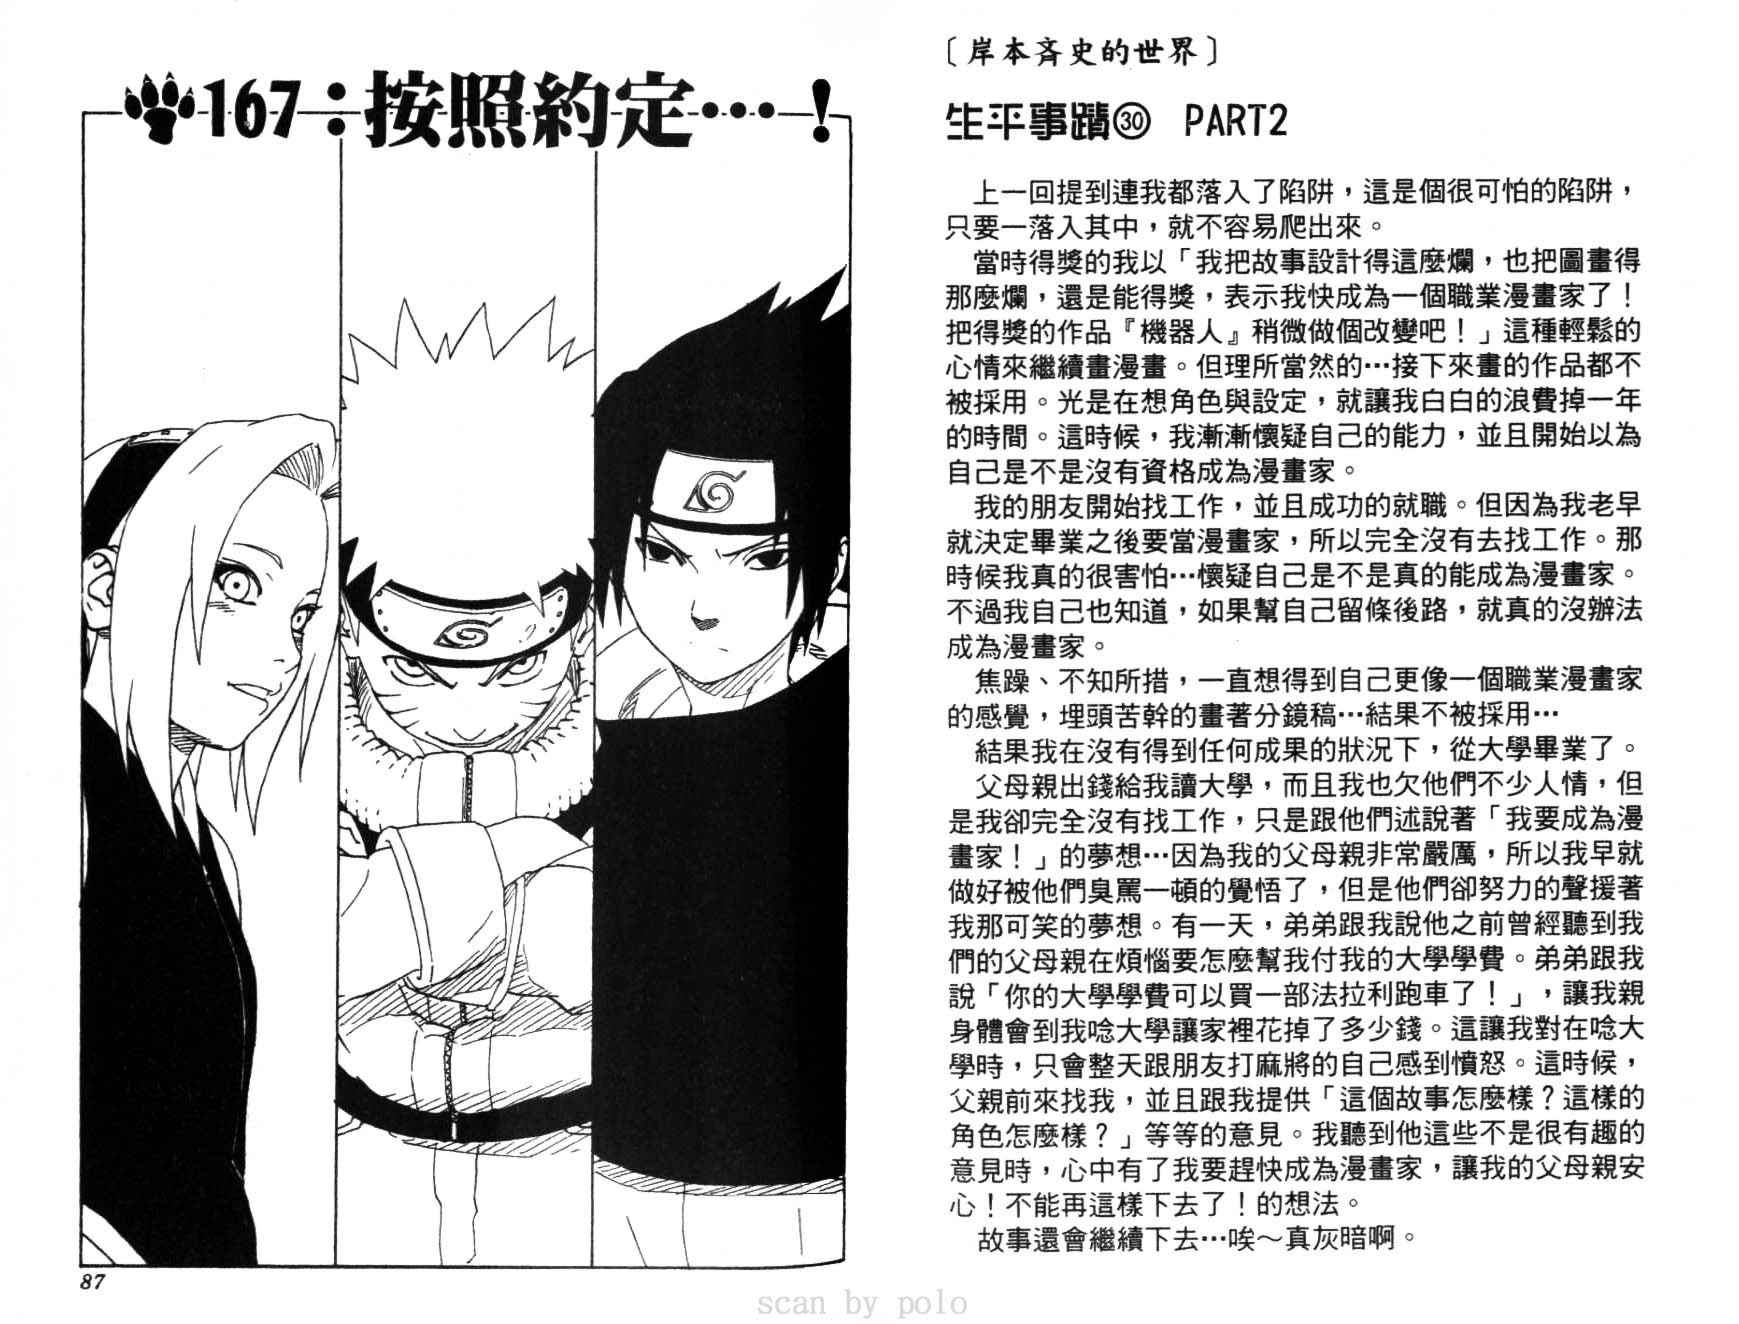 〔岸本斉史的世界〕
生平事蹟㉚ PART2
上一回提到連我都落入了陷阱，這是個很可怕的陷阱，
只要一落入其中，就不容易爬出來。
當時得獎的我以「我把故事設計得這麼爛，也把圖畫得
那麼爛，還是能得獎，表示我快成為一個職業漫畫家了！
把得獎的作品『機器人』稍微做個改變吧！」這種輕鬆的
心情來繼續畫漫畫。但理所當然的…接下來畫的作品都不
被採用。光是在想角色與設定，就讓我白白的浪費掉一年
的時間。這時候，我漸漸懷疑自己的能力，並且開始以為
自己是不是沒有資格成為漫畫家。
我的朋友開始找工作，並且成功的就職。但因為我老早
就決定畢業之後要當漫畫家，所以完全沒有去找工作。那
時候我真的很害怕…懷疑自己是不是真的能成為漫畫家。
不過我自己也知道，如果幫自己留條後路，就真的沒辦法
成為漫畫家。
焦躁、不知所措，一直想得到自己更像一個職業漫畫家
的感覺，埋頭苦幹的畫著分鏡稿…結果不被採用…
結果我在沒有得到任何成果的狀況下，從大學畢業了。
父母親出錢給我讀大學，而且我也欠他們不少人情，但
是我卻完全沒有找工作，只是跟他們述說著「我要成為漫
畫家！」的夢想…因為我的父母親非常嚴厲，所以我早就
做好被他們臭罵一頓的覺悟了，但是他們卻努力的聲援著
我那可笑的夢想。有一天，弟弟跟我說他之前曾經聽到我
們的父母親在煩惱要怎麼幫我付我的大學學費。弟弟跟我
說「你的大學學費可以買一部法拉利跑車了！」，讓我親
身體會到我唸大學讓家裡花掉了多少錢。這讓我對在唸大
學時，只會整天跟朋友打麻將的自己感到憤怒。這時候，
父親前來找我，並且跟我提供「這個故事怎麼樣？這樣的
角色怎麼樣？」等等的意見。我聽到他這些不是很有趣的
意見時，心中有了我要趕快成為漫畫家，讓我的父母親安
心！不能再這樣下去了！的想法。
故事還會繼續下去…唉～真灰暗啊。
167：按照約定…！
87
scan by polo